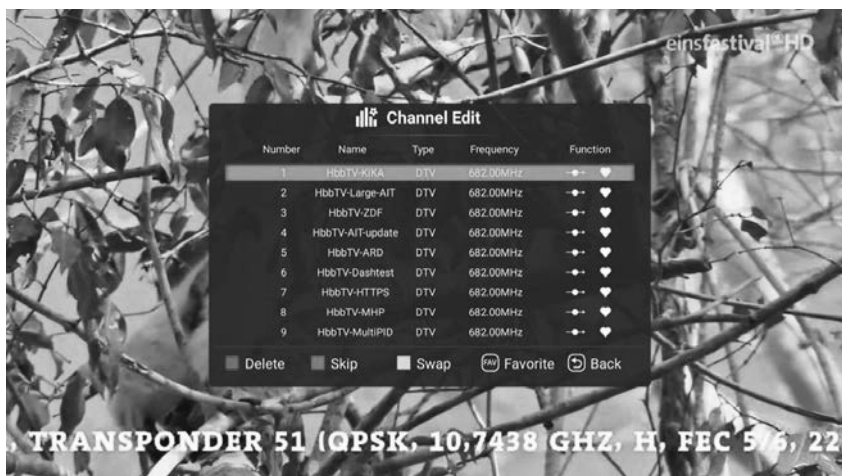 einsfestival HD
Channel Edit
Number Name Type Frequency Function
1 HbbTV-KIKA DTV 682.00MHz
2 HbbTV-Large-AIT DTV 682.00MHz
3 HbbTV-ZDF DTV 682.00MHz
4 HbbTV-AIT-update DTV 682.00MHz
5 HbbTV-ARD DTV 682.00MHz
6 HbbTV-Dashtest DTV 682.00MHz
7 HbbTV-HTTPS DTV 682.00MHz
8 HbbTV-MHP DTV 682.00MHz
9 HbbTV-MultiPID DTV 682.00MHz
Delete Skip Swap FAV Favorite Back
, TRANSPONDER 51 (QPSK, 10,7438 GHZ, H, FEC 5/6, 22